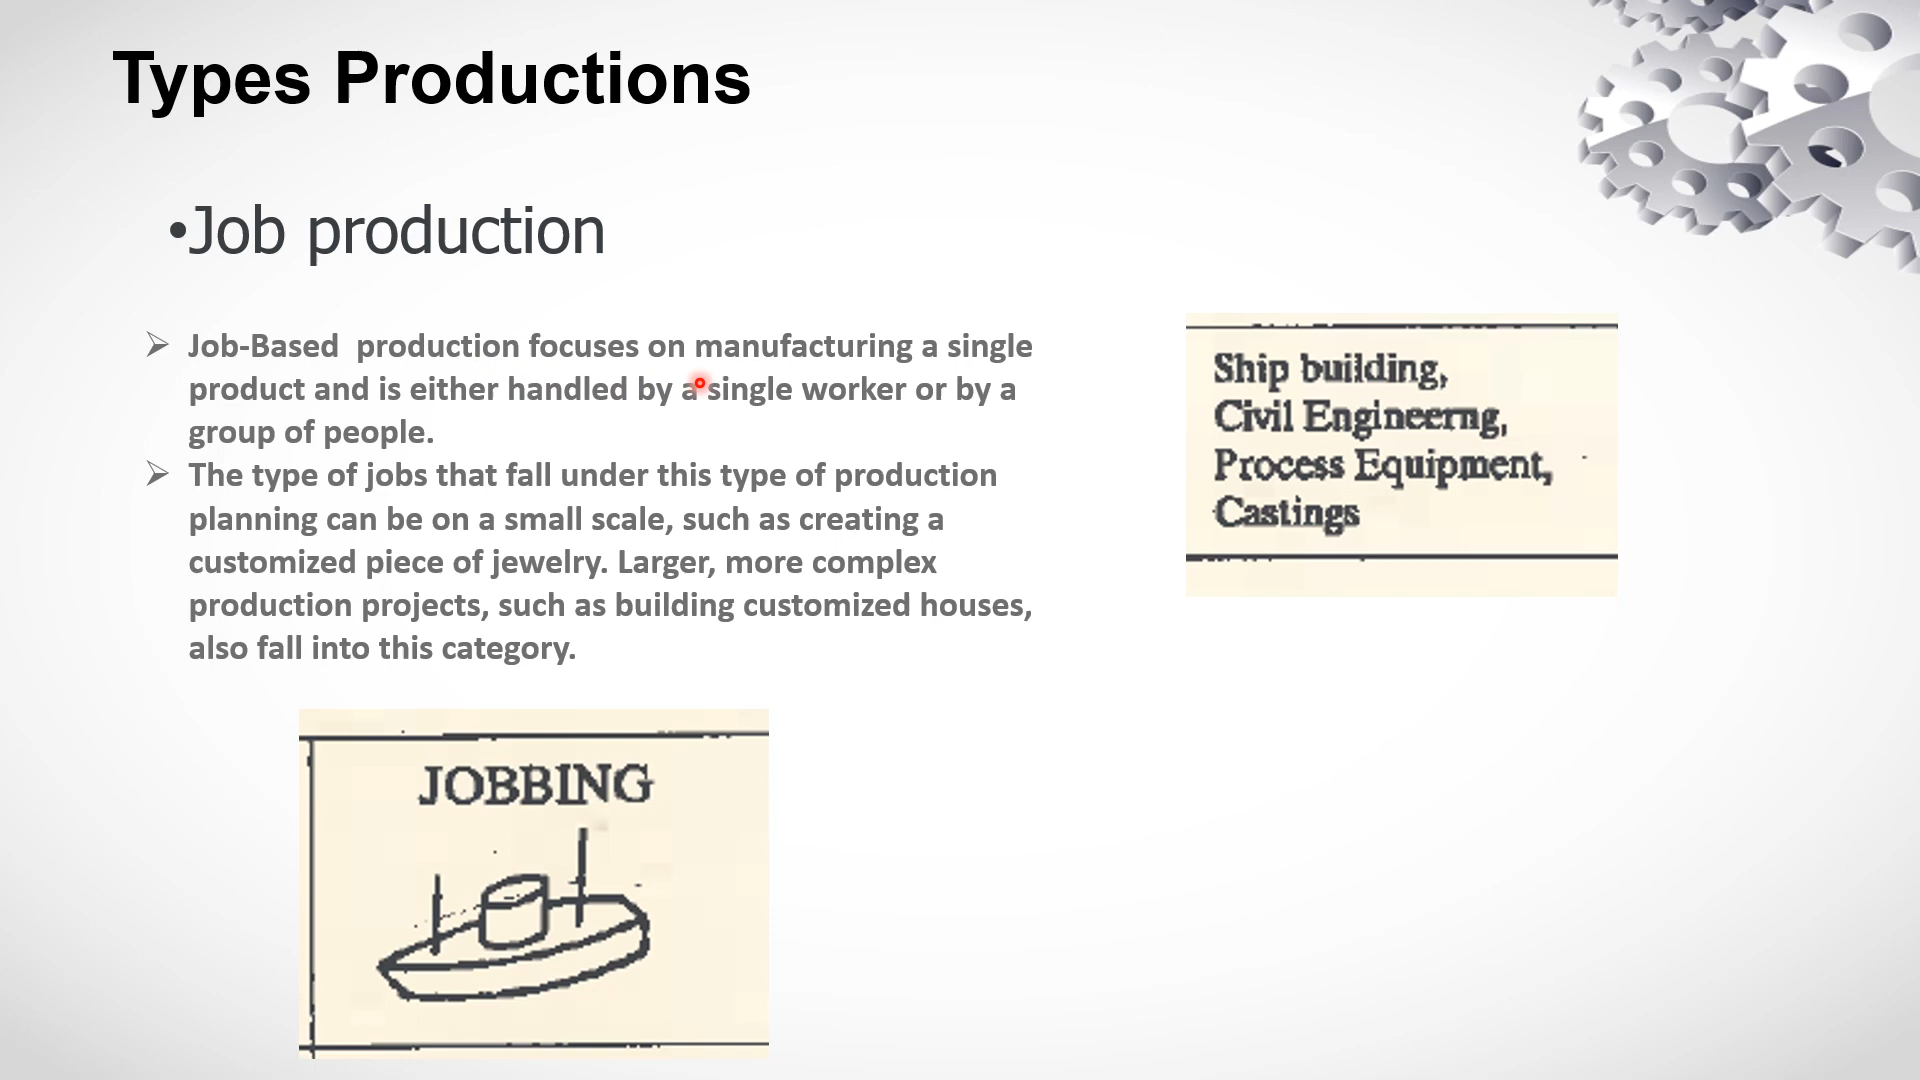 Types Productions
•Job production
➢ Job-Based  production focuses on manufacturing a single
product and is either handled by a single worker or by a
group of people.
➢ The type of jobs that fall under this type of production
planning can be on a small scale, such as creating a
customized piece of jewelry. Larger, more complex
production projects, such as building customized houses,
also fall into this category.
Ship building,
Civil Engineerng,
Process Equipment,
Castings
JOBBING